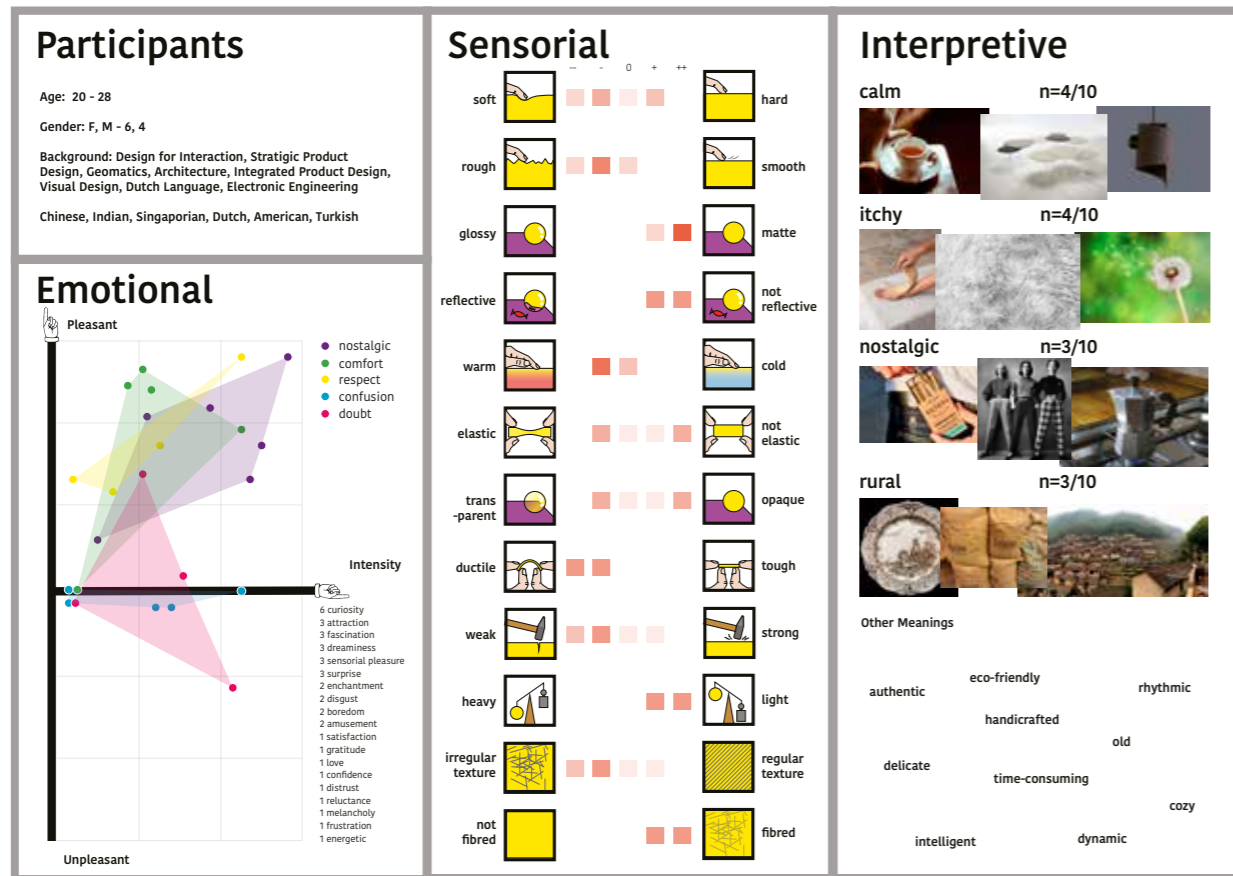 Participants
Age: 20 - 28
Gender: F, M - 6, 4
Background: Design for Interaction, Stratigic Product
Design, Geomatics, Architecture, Integrated Product Design,
Visual Design, Dutch Language, Electronic Engineering
Chinese, Indian, Singaporian, Dutch, American, Turkish
Emotional
Pleasant
nostalgic
comfort
respect
confusion
doubt
Intensity
6 curiosity
3 attraction
3 fascination
3 dreaminess
3 sensorial pleasure
3 surprise
2 enchantment
2 disgust
2 boredom
2 amusement
1 satisfaction
1 gratitude
1 love
1 confidence
1 distrust
1 reluctance
1 melancholy
1 frustration
1 energetic
Unpleasant
Sensorial
-- - 0 + ++
soft hard
rough smooth
glossy matte
reflective not
reflective
warm cold
elastic not
elastic
trans
-parent opaque
ductile tough
weak strong
heavy light
irregular
texture regular
texture
not
fibred fibred
Interpretive
calm n=4/10
itchy n=4/10
nostalgic n=3/10
rural n=3/10
Other Meanings
eco-friendly
authentic rhythmic
handicrafted
old
delicate
time-consuming
cozy
intelligent dynamic